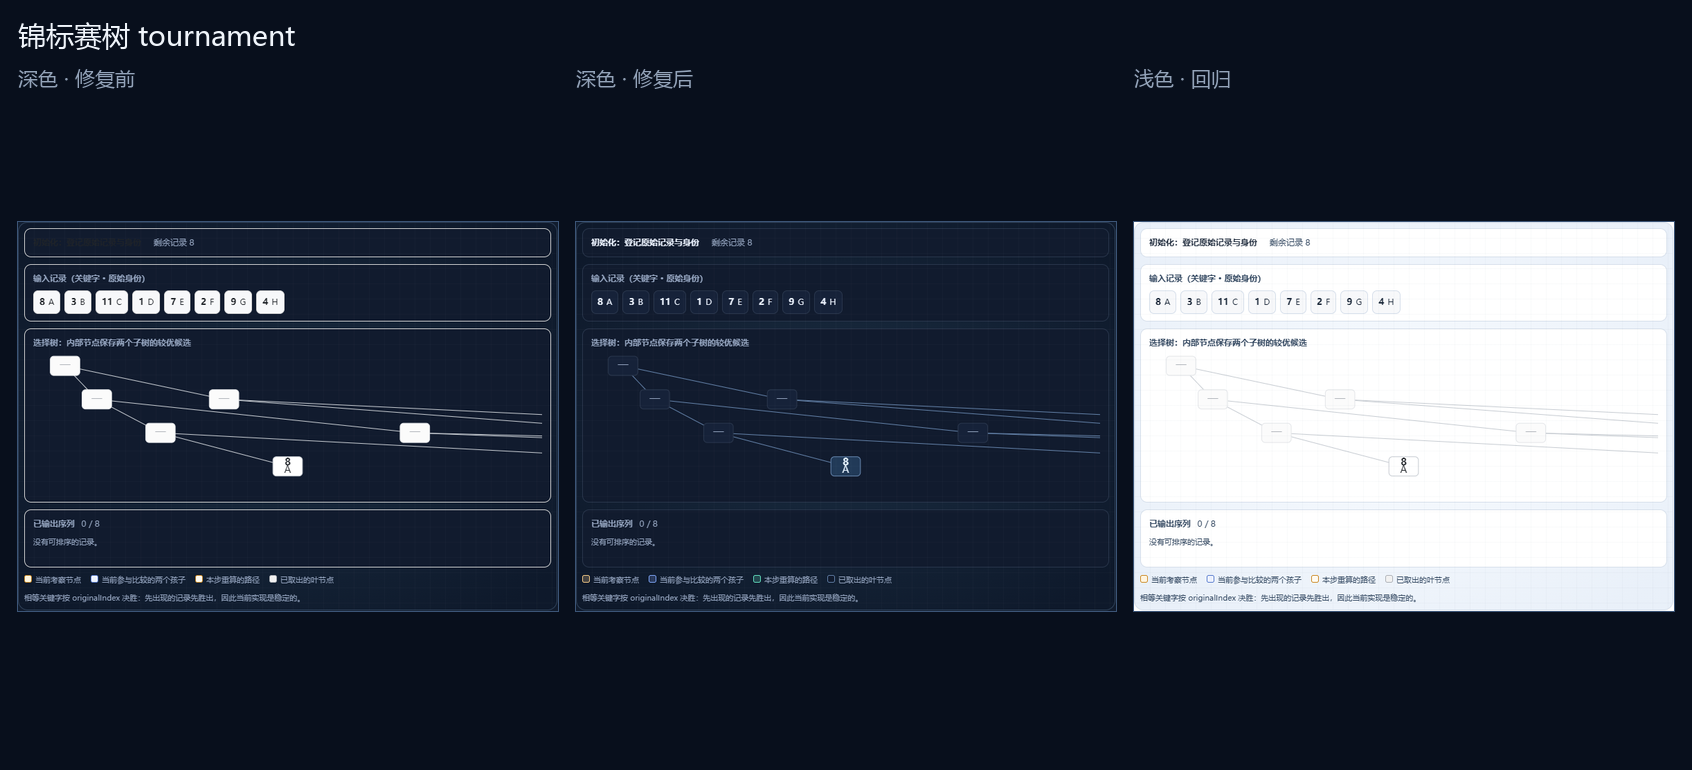 锦标赛树 tournament
深色 · 修复前
剩余记录 8
输入记录（关键字 · 原始身份）
8 A 3 B 11 C 1 D 7 E 2 F 9 G 4 H
选择树：内部节点保存两个子树的较优候选
—
— —
— —
8
A
已输出序列 0 / 8
没有可排序的记录。
当前考察节点 当前参与比较的两个孩子 本步重算的路径 已取出的叶节点
相等关键字按 originalIndex 决胜：先出现的记录先胜出，因此当前实现是稳定的。
深色 · 修复后
初始化：登记原始记录与身份 剩余记录 8
输入记录（关键字 · 原始身份）
8 A 3 B 11 C 1 D 7 E 2 F 9 G 4 H
选择树：内部节点保存两个子树的较优候选
—
— —
— —
8
A
已输出序列 0 / 8
没有可排序的记录。
当前考察节点 当前参与比较的两个孩子 本步重算的路径 已取出的叶节点
相等关键字按 originalIndex 决胜：先出现的记录先胜出，因此当前实现是稳定的。
浅色 · 回归
初始化：登记原始记录与身份 剩余记录 8
输入记录（关键字 · 原始身份）
8 A 3 B 11 C 1 D 7 E 2 F 9 G 4 H
选择树：内部节点保存两个子树的较优候选
—
— —
— —
8
A
已输出序列 0 / 8
没有可排序的记录。
当前考察节点 当前参与比较的两个孩子 本步重算的路径 已取出的叶节点
相等关键字按 originalIndex 决胜：先出现的记录先胜出，因此当前实现是稳定的。